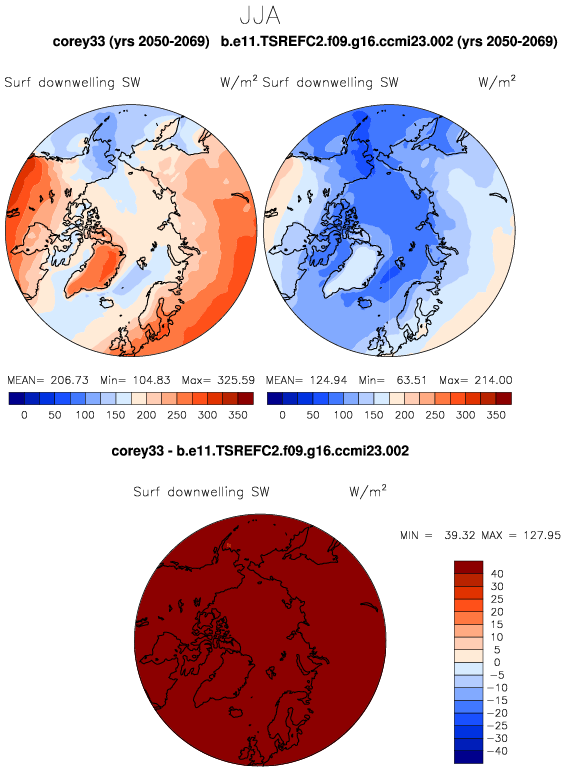 JJA
corey33 (yrs 2050-2069) b.e11.TSREFC2.f09.g16.ccmi23.002 (yrs 2050-2069)
Surf downwelling SW W/m² Surf downwelling SW W/m²
MEAN= 206.73 Min= 104.83 Max= 325.59 MEAN= 124.94 Min= 63.51 Max= 214.00
0 50 100 150 200 250 300 350 0 50 100 150 200 250 300 350
corey33 - b.e11.TSREFC2.f09.g16.ccmi23.002
Surf downwelling SW W/m²
MIN = 39.32 MAX = 127.95
40
30
25
20
15
10
5
0
-5
-10
-15
-20
-25
-30
-40